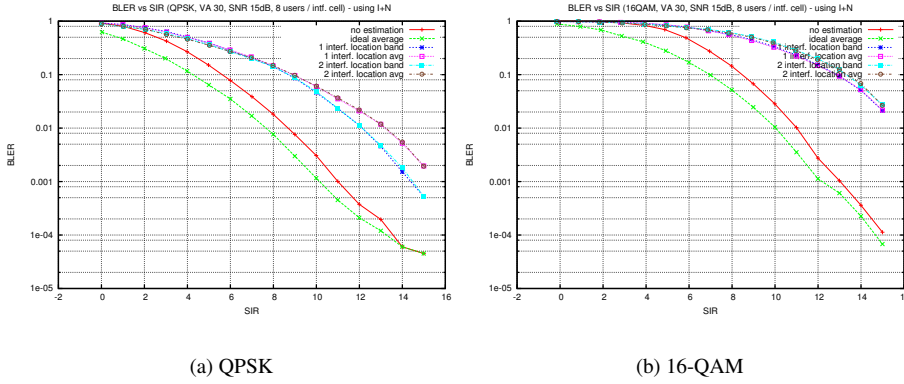 BLER vs SIR (QPSK, VA 30, SNR 15dB, 8 users / intf. cell) - using I+N
1
0.1
0.01
0.001
1e-04
1e-05
BLER
-2
0
2
4
6
8
10
12
14
16
SIR
no estimation
ideal average
1 interf. location band
1 interf. location avg
2 interf. location band
2 interf. location avg
(a) QPSK
BLER vs SIR (16QAM, VA 30, SNR 15dB, 8 users / intf. cell) - using I+N
1
0.1
0.01
0.001
1e-04
1e-05
BLER
-2
0
2
4
6
8
10
12
14
SIR
no estimation
ideal average
1 interf. location band
1 interf. location avg
2 interf. location band
2 interf. location avg
(b) 16-QAM